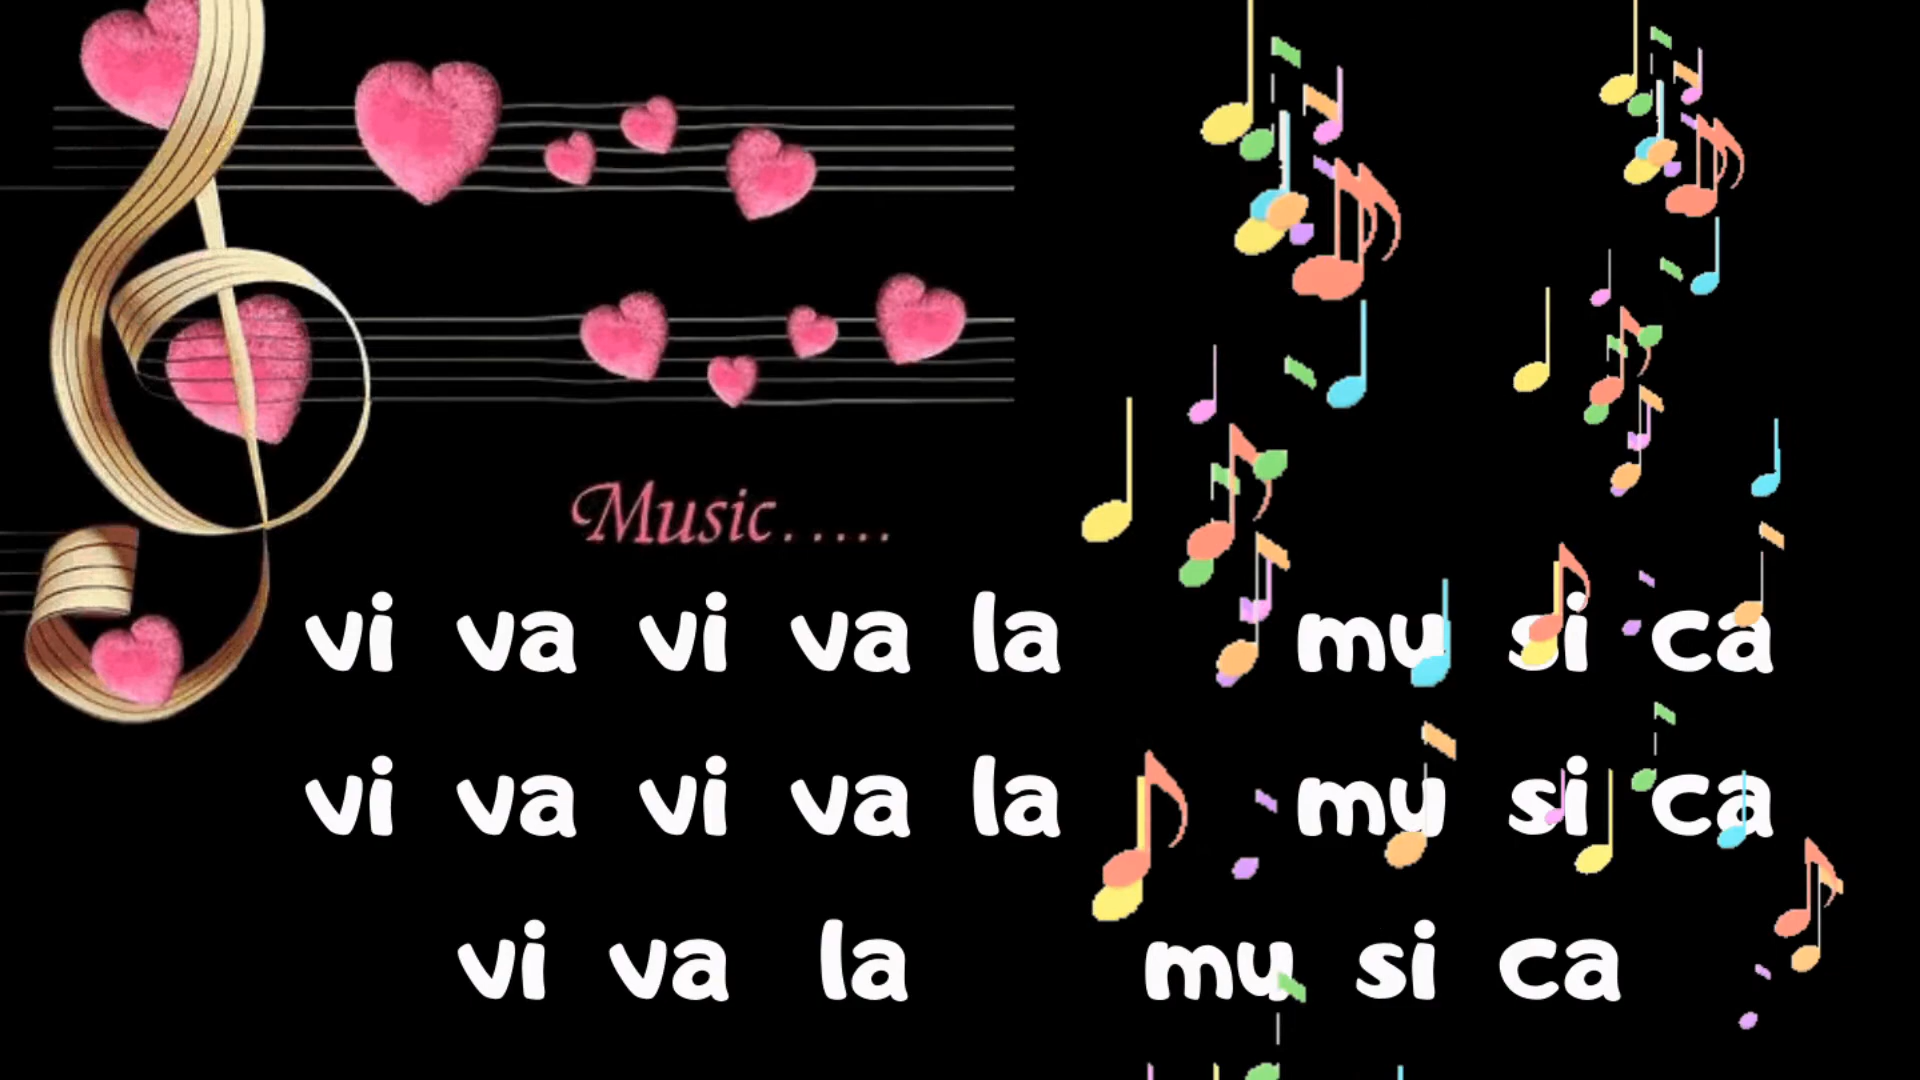 Music.....
vi va vi va la mu si ca
vi va vi va la mu si ca
vi va la mu si ca